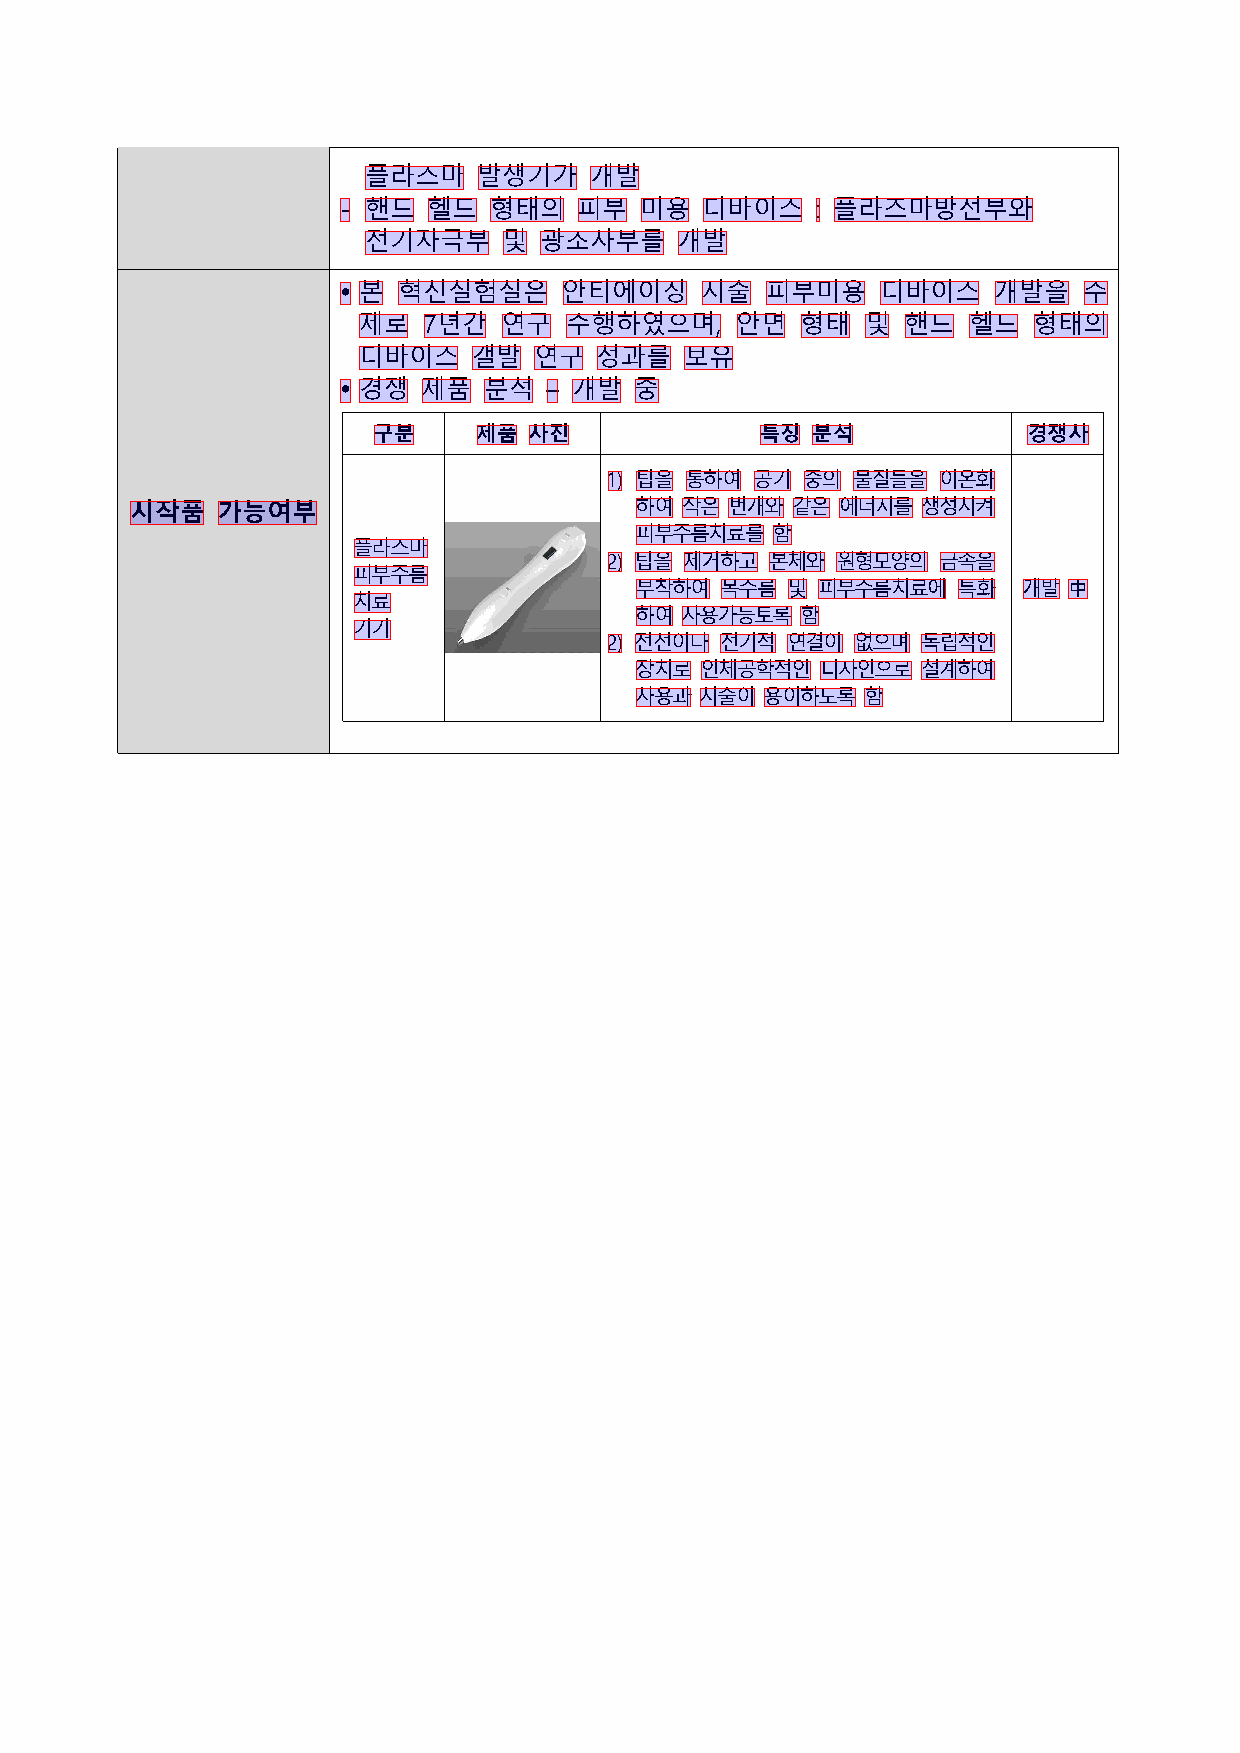 플라스마 발생기가 개발
- 핸드 헬드 형태의 피부 미용 디바이스 : 플라즈마방선부와
전기자극부 및 광조사부를 개발
시작품 가능여부
• 본 혁신실험실은 안티에이징 시술 피부미용 디바이스 개발을 주
제로 7년간 연구 수행하였으며, 안면 형태 및 핸드 헬드 형태의
디바이스 갤발 연구 성과를 보유
• 경쟁 제품 분석 – 개발 중
구분 제품 사진 특징 분석 경쟁사
플라스마
피부주름
치료
기기
1) 팁을 통하여 공기 중의 물질들을 이온화
하여 작은 번개와 같은 에너지를 생성시켜
피부주름치료를 함
2) 팁을 제거하고 본체와 원형모양의 금속을
부착하여 목주름 및 피부주름치료에 특화
하여 사용가능토록 함
2) 전선이나 전기적 연결이 없으며 독립적인
장치로 인체공학적인 디자인으로 설계하여
사용과 시술이 용이하도록 함
개발 中